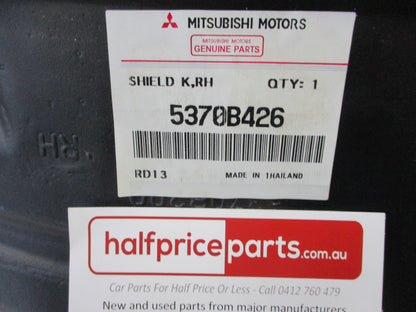 MITSUBISHI MOTORS
MITSUBISHI MOTORS
GENUINE PARTS
SHIELD K,RH QTY: 1
5370B426
RD13 MADE IN THAILAND
RH
halfpriceparts.com.au
Car Parts For Half Price Or Less - Call 0412 760 479
New and used parts from major manufacturers